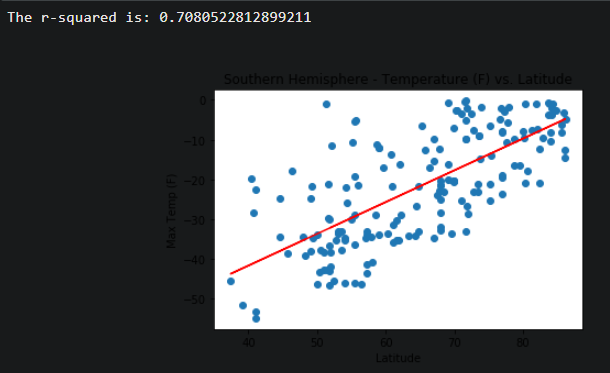 The r-squared is: 0.7080522812899211
Southern Hemisphere - Temperature (F) vs. Latitude
0
−10
−20
−30
−40
−50
Max Temp (F)
40
50
60
70
80
Latitude